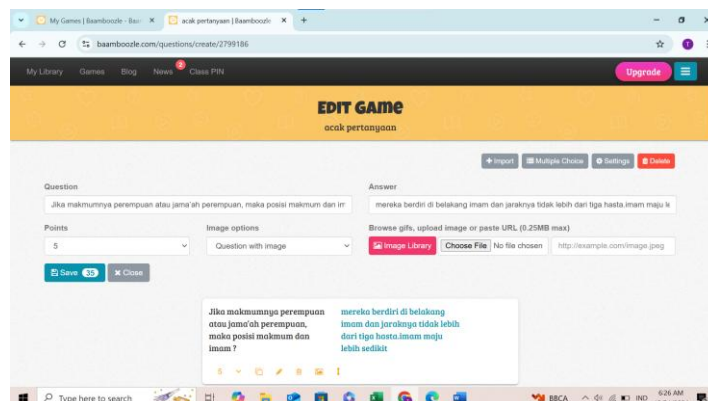 My Games | Baamboozle - Baa
acak pertanyaan | Baamboozle
baamboozle.com/questions/create/2799186
My Library Games Blog News 2 Class PIN Upgrade
EDIT GAME
acak pertanyaan
Import Multiple Choice Settings Delete
Question Answer
Jika makmumnya perempuan atau jama'ah perempuan, maka posisi makmum dan im
mereka berdiri di belakang imam dan jaraknya tidak lebih dari tiga hasta.imam maju le
Points Image options Browse gifs, upload image or paste URL (0.25MB max)
5 Question with image Image Library Choose File No file chosen http://example.com/image.jpeg
Save 35 Close
Jika makmumnya perempuan
atau jama'ah perempuan,
maka posisi makmum dan
imam ?
mereka berdiri di belakang
imam dan jaraknya tidak lebih
dari tiga hasta.imam maju
lebih sedikit
5
Type here to search BBCA IND 6:26 AM